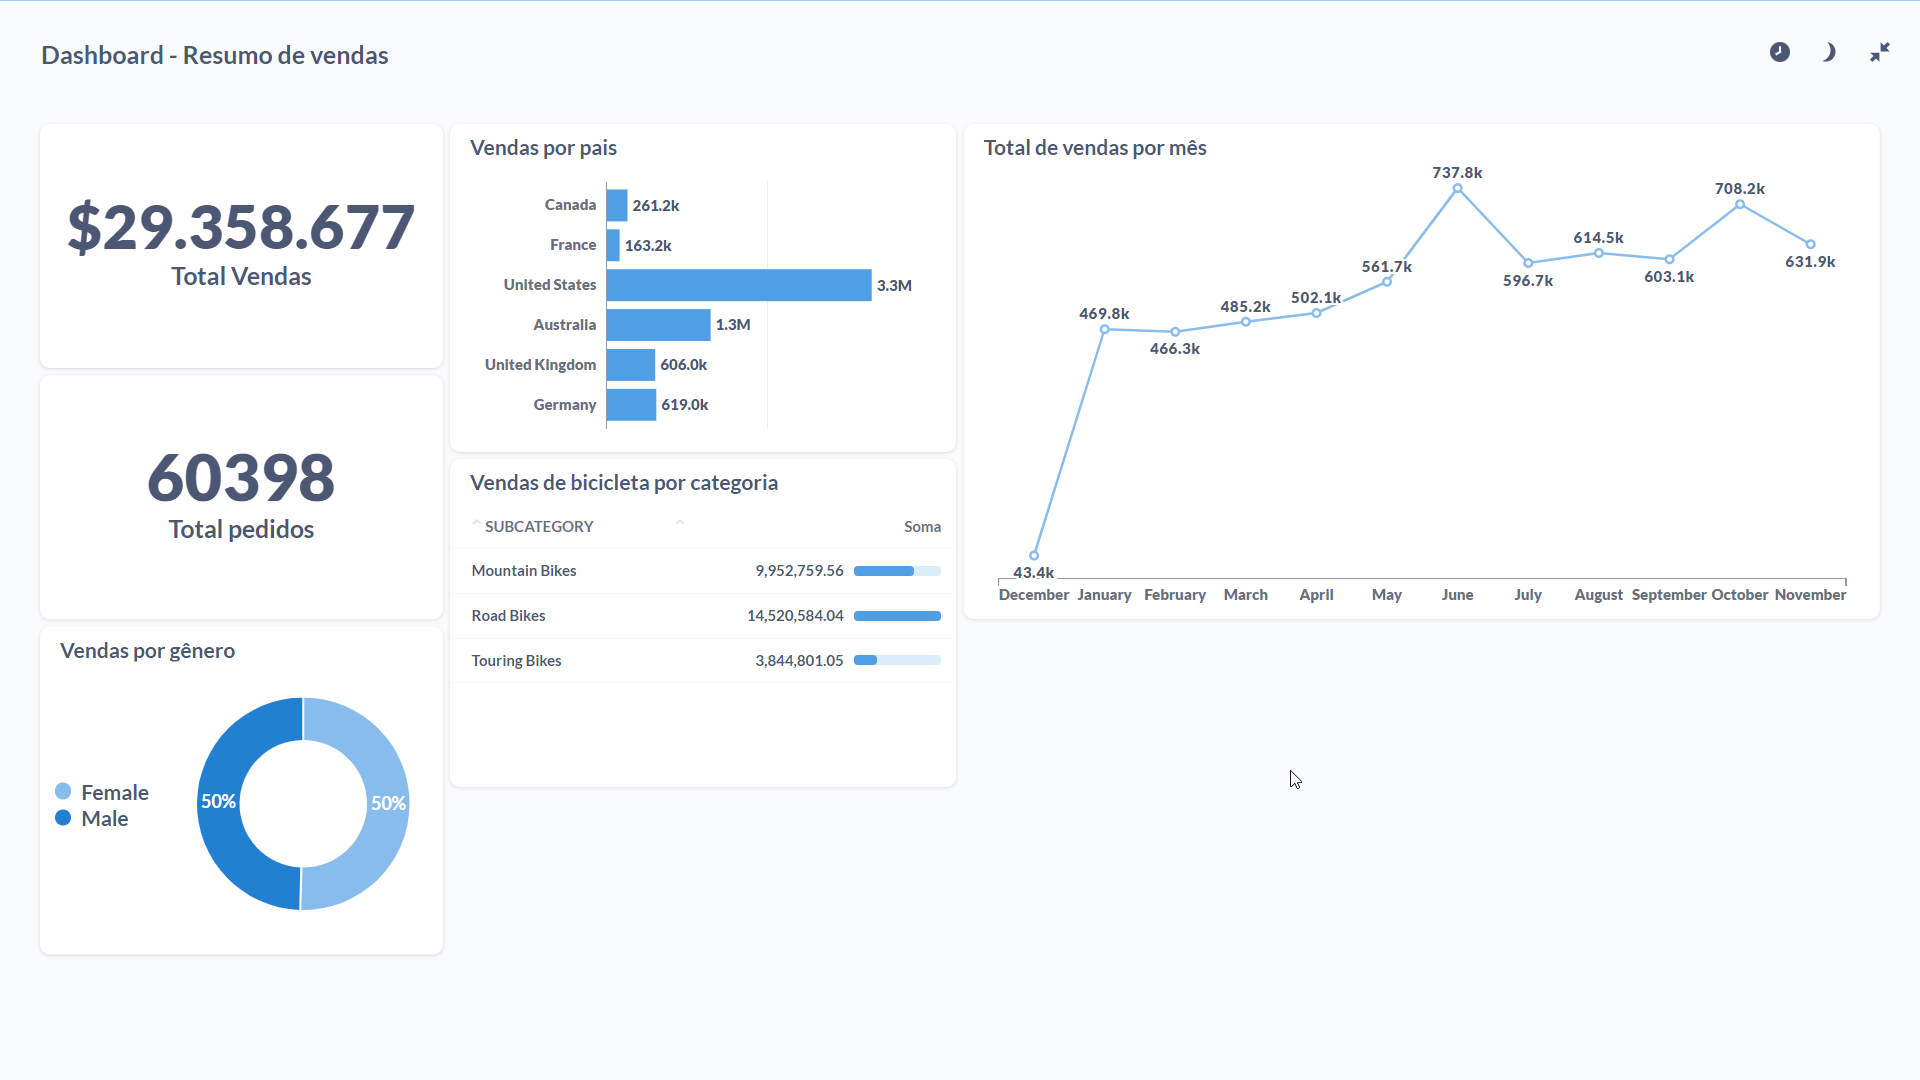 Dashboard - Resumo de vendas
$29.358.677
Total Vendas
60398
Total pedidos
Vendas por gênero
Female
Male
50%
50%
Vendas por pais
Canada 261.2k
France 163.2k
United States 3.3M
Australia 1.3M
United Kingdom 606.0k
Germany 619.0k
Vendas de bicicleta por categoria
SUBCATEGORY Soma
Mountain Bikes 9,952,759.56
Road Bikes 14,520,584.04
Touring Bikes 3,844,801.05
Total de vendas por mês
43.4k
469.8k
466.3k
485.2k
502.1k
561.7k
737.8k
596.7k
614.5k
603.1k
708.2k
631.9k
December January February March April May June July August September October November